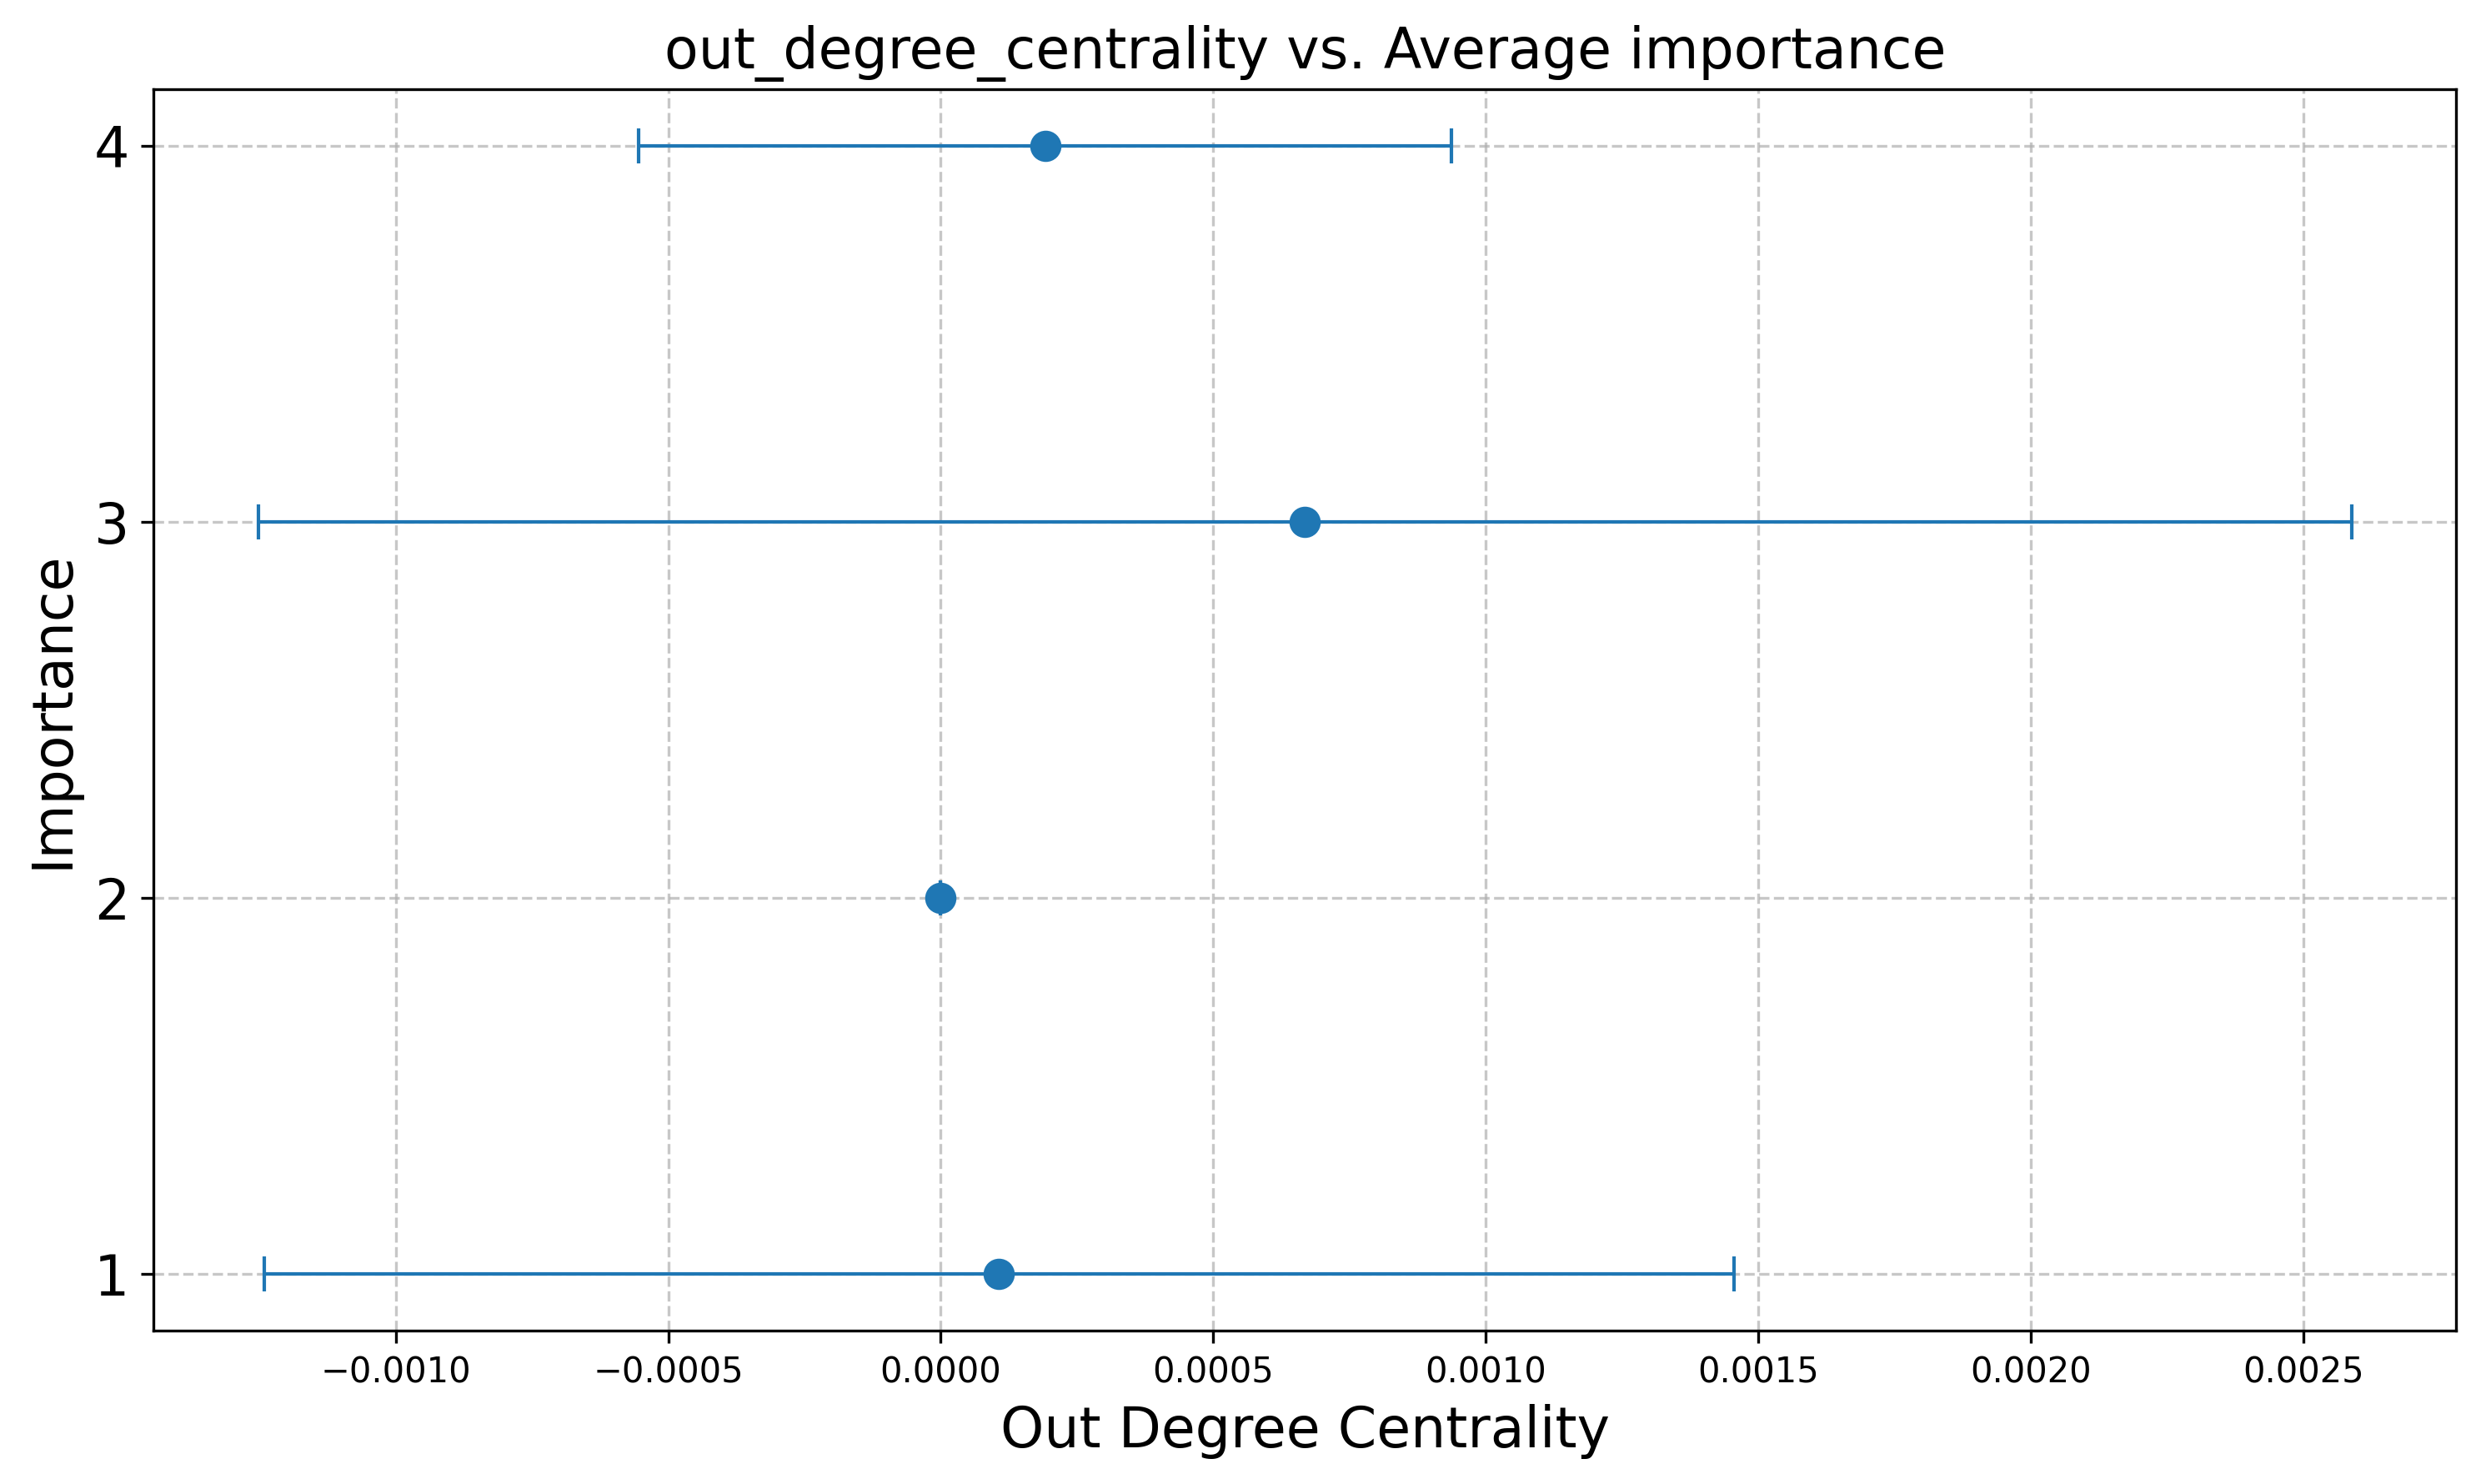 out_degree_centrality vs. Average importance
4
3
2
1
Importance
−0.0010 −0.0005 0.0000 0.0005 0.0010 0.0015 0.0020 0.0025
Out Degree Centrality